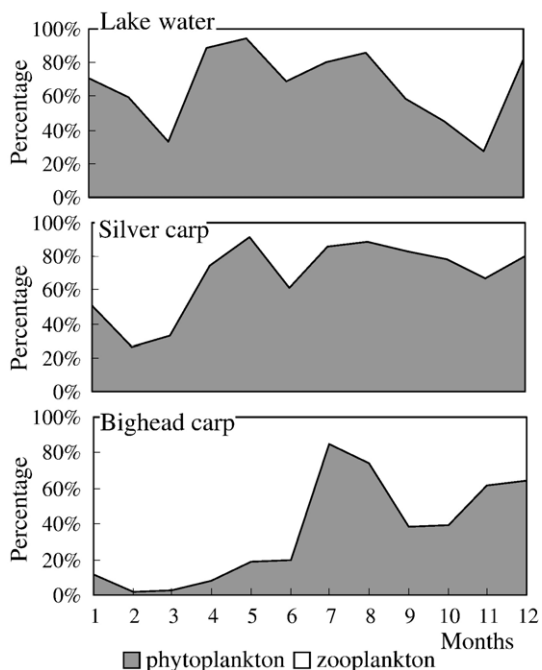 Lake water
Percentage
100%
80%
60%
40%
20%
0%
Silver carp
Percentage
100%
80%
60%
40%
20%
0%
Bighead carp
Percentage
100%
80%
60%
40%
20%
0%
1 2 3 4 5 6 7 8 9 10 11 12
Months
phytoplankton zooplankton